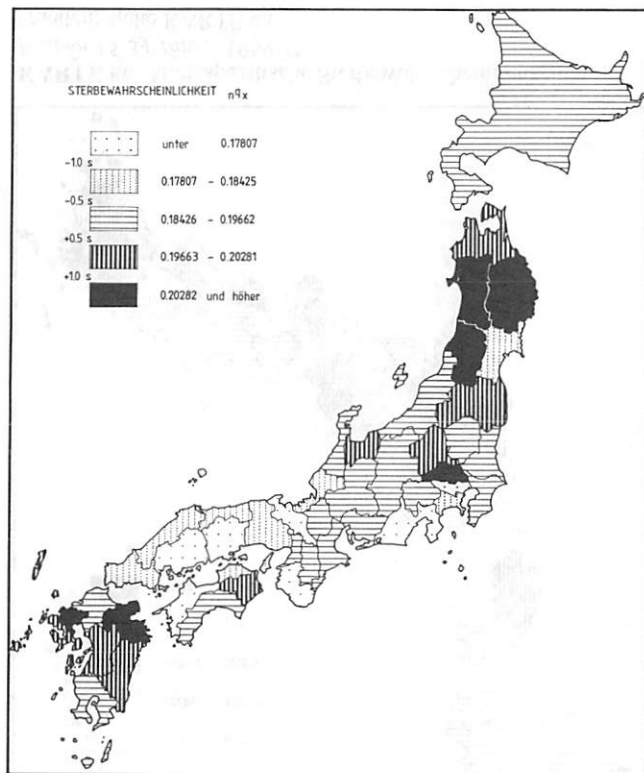 STERBEWAHRSCHEINLICHKEIT nqx
unter 0.17807
-1.0 s
0.17807 - 0.18425
-0.5 s
0.18426 - 0.19662
+0.5 s
0.19663 - 0.20281
+1.0 s
0.20282 und höher